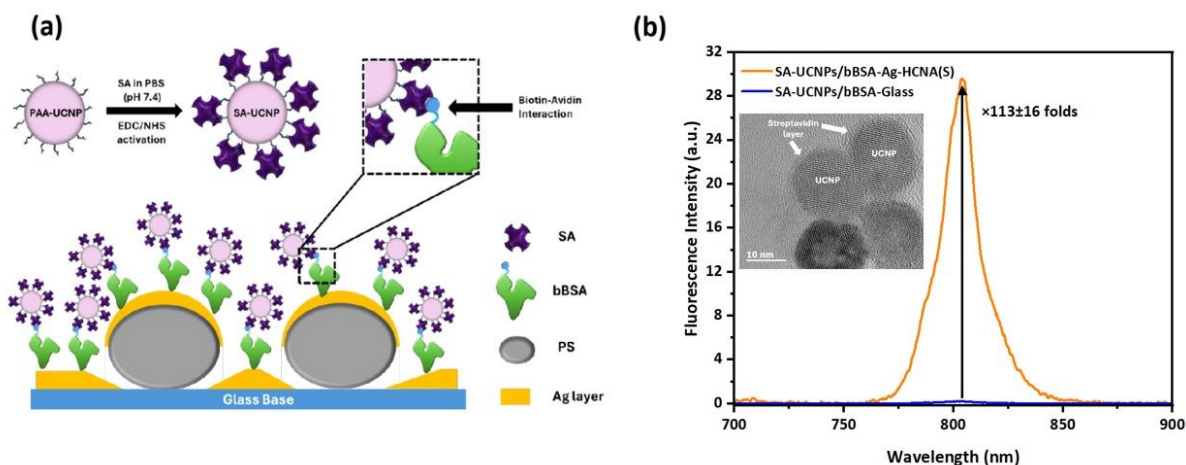 (a)
PAA-UCNP
SA in PBS
(pH 7.4)
EDC/NHS
activation
SA-UCNP
Biotin-Avidin
Interaction
SA
bBSA
PS
Ag layer
Glass Base
(b)
Fluorescence Intensity (a.u.)
32
28
24
20
16
12
8
4
0
SA-UCNPs/bBSA-Ag-HCNA(S)
SA-UCNPs/bBSA-Glass
×113±16 folds
Streptavidin
layer
UCNP
UCNP
10 nm
700
750
800
850
900
Wavelength (nm)